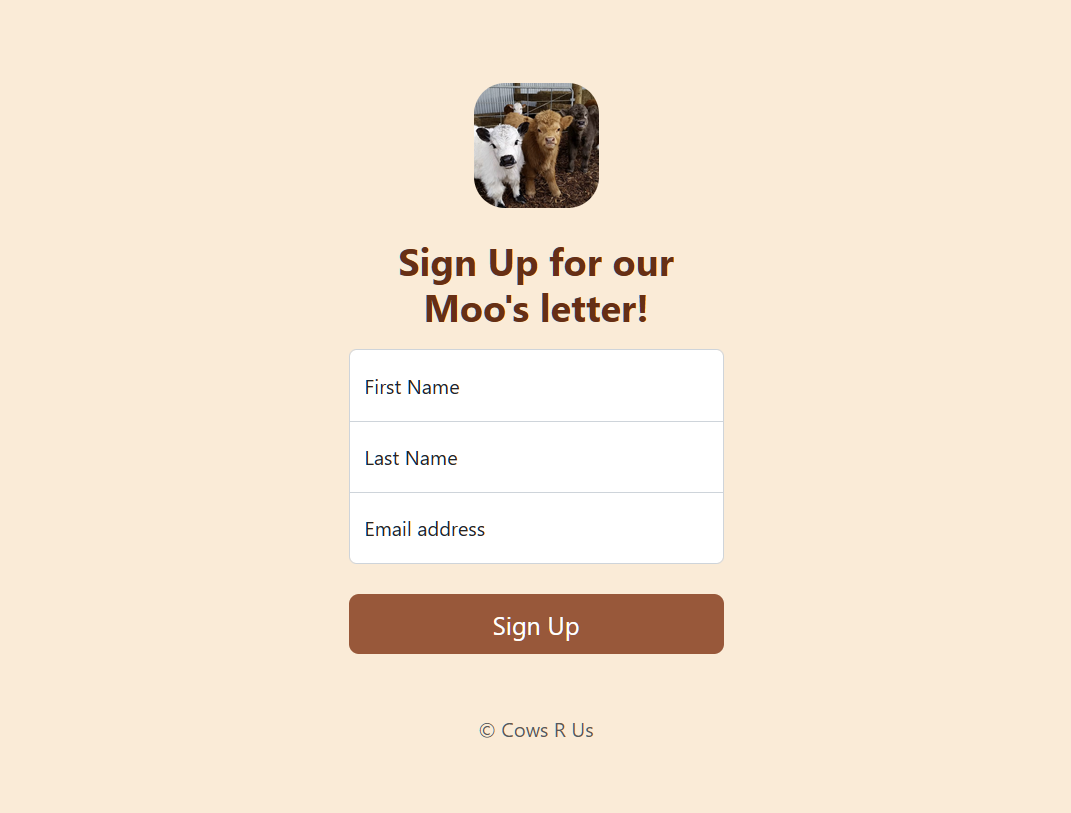 Sign Up for our
Moo's letter!
First Name
Last Name
Email address
Sign Up
© Cows R Us